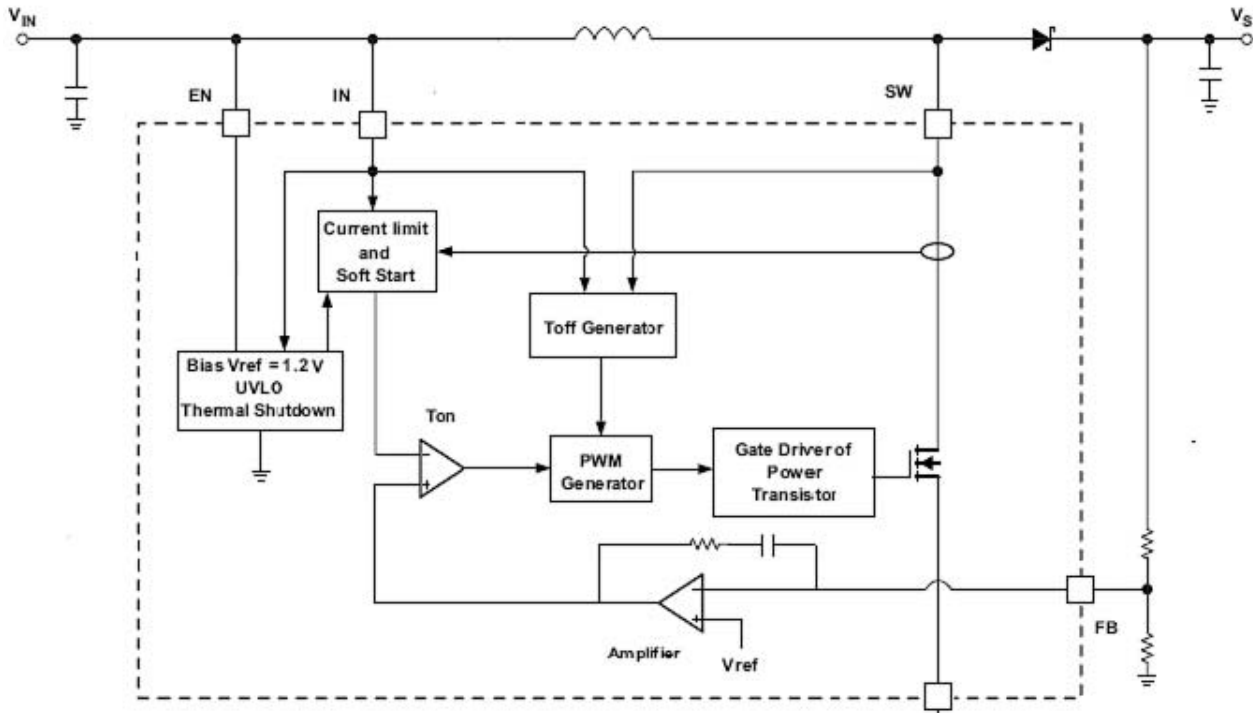 VIN
VS
EN
IN
SW
Current limit
and
Soft Start
Toff Generator
Bias Vref = 1.2 V
UVLO
Thermal Shutdown
Ton
PWM
Generator
Gate Driver of
Power
Transistor
FB
Amplifier
Vref